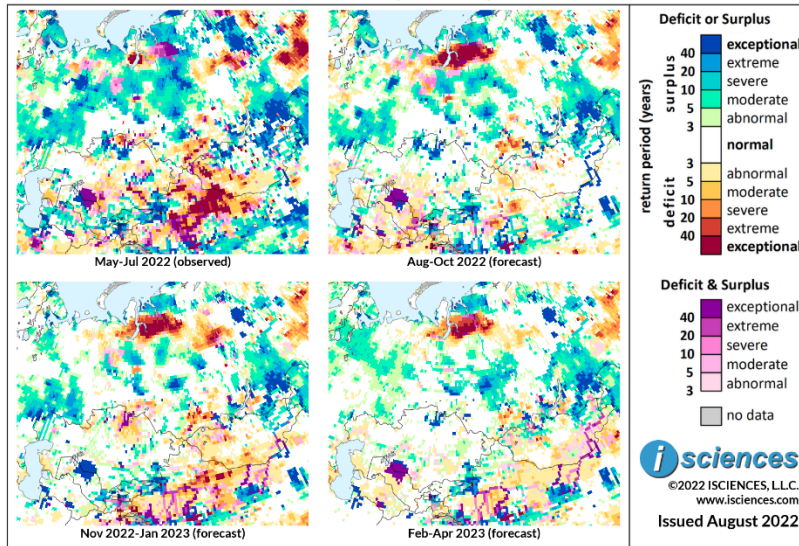 May-Jul 2022 (observed)
Aug-Oct 2022 (forecast)
Nov 2022-Jan 2023 (forecast)
Feb-Apr 2023 (forecast)
Deficit or Surplus
return period (years)
surplus
deficit
exceptional
40
extreme
20
severe
10
moderate
5
abnormal
3
normal
3
abnormal
5
moderate
10
severe
20
extreme
40
exceptional
Deficit & Surplus
exceptional
40
extreme
20
severe
10
moderate
5
abnormal
3
no data
i sciences
©2022 ISCIENCES, L.L.C.
www.isciences.com
Issued August 2022